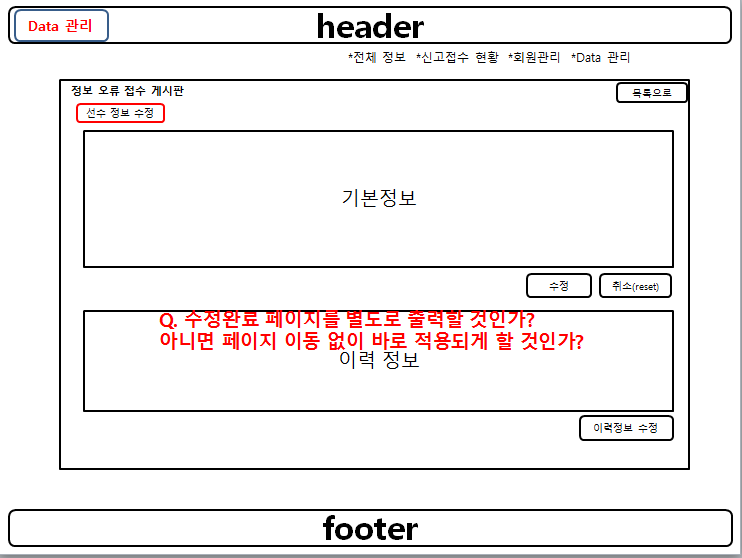 Data 관리
header
*전체 정보 *신고접수 현황 *회원관리 *Data 관리
정보 오류 접수 게시판
목록으로
선수 정보 수정
기본정보
수정
취소(reset)
Q. 수정완료 페이지를 별도로 출력할 것인가?
아니면 페이지 이동 없이 바로 적용되게 할 것인가?
이력 정보
이력정보 수정
footer